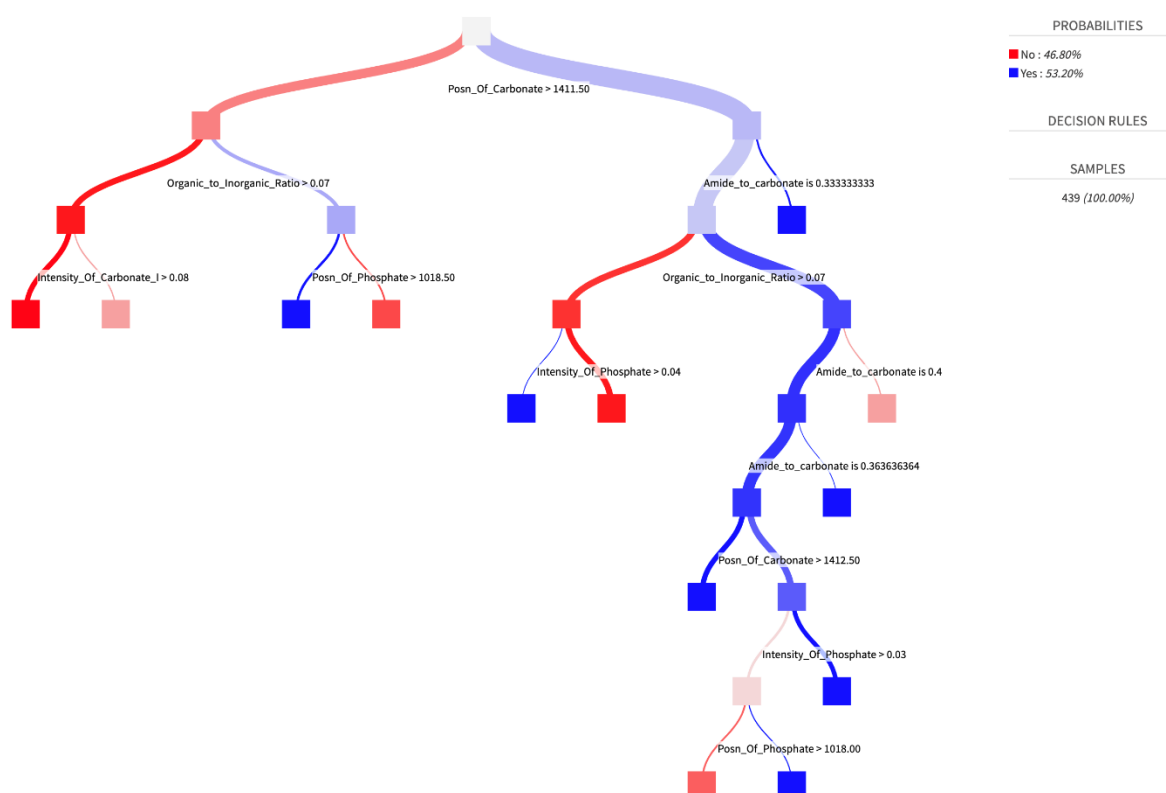 PROBABILITIES
No : 46.80%
Yes : 53.20%
DECISION RULES
SAMPLES
439 (100.00%)
Posn_Of_Carbonate > 1411.50
Organic_to_Inorganic_Ratio > 0.07
Amide_to_carbonate is 0.333333333
Intensity_Of_Carbonate_I > 0.08
Posn_Of_Phosphate > 1018.50
Organic_to_Inorganic_Ratio > 0.07
Intensity_Of_Phosphate > 0.04
Amide_to_carbonate is 0.4
Amide_to_carbonate is 0.363636364
Posn_Of_Carbonate > 1412.50
Intensity_Of_Phosphate > 0.03
Posn_Of_Phosphate > 1018.00